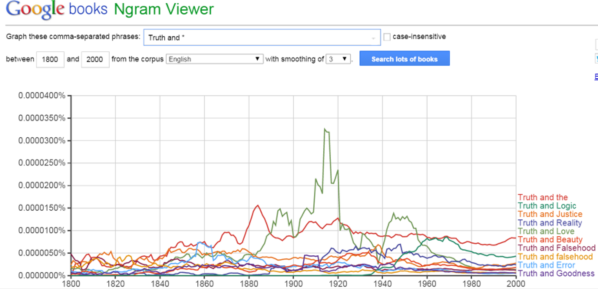 Google books Ngram Viewer
Graph these comma-separated phrases: Truth and * case-insensitive
between 1800 and 2000 from the corpus English with smoothing of 3 . Search lots of books
0.0000400%
0.0000350%
0.0000300%
0.0000250%
0.0000200%
0.0000150%
0.0000100%
0.0000050%
0.0000000%
1800 1820 1840 1860 1880 1900 1920 1940 1960 1980 2000
Truth and the
Truth and Logic
Truth and Justice
Truth and Reality
Truth and Love
Truth and Beauty
Truth and Falsehood
Truth and falsehood
Truth and Error
Truth and Goodness